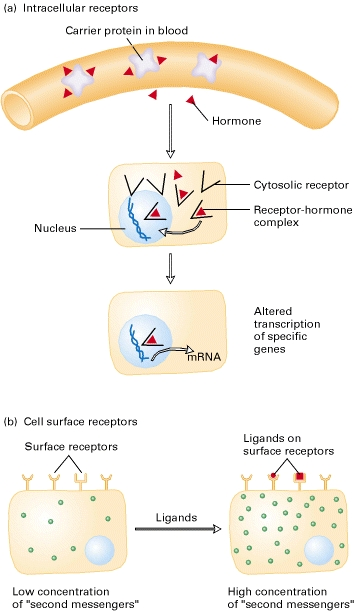 (a) Intracellular receptors
Carrier protein in blood
Hormone
Cytosolic receptor
Receptor-hormone
complex
Nucleus
mRNA
Altered
transcription
of specific
genes
(b) Cell surface receptors
Surface receptors
Ligands on
surface receptors
Ligands
Low concentration
of "second messengers"
High concentration
of "second messengers"